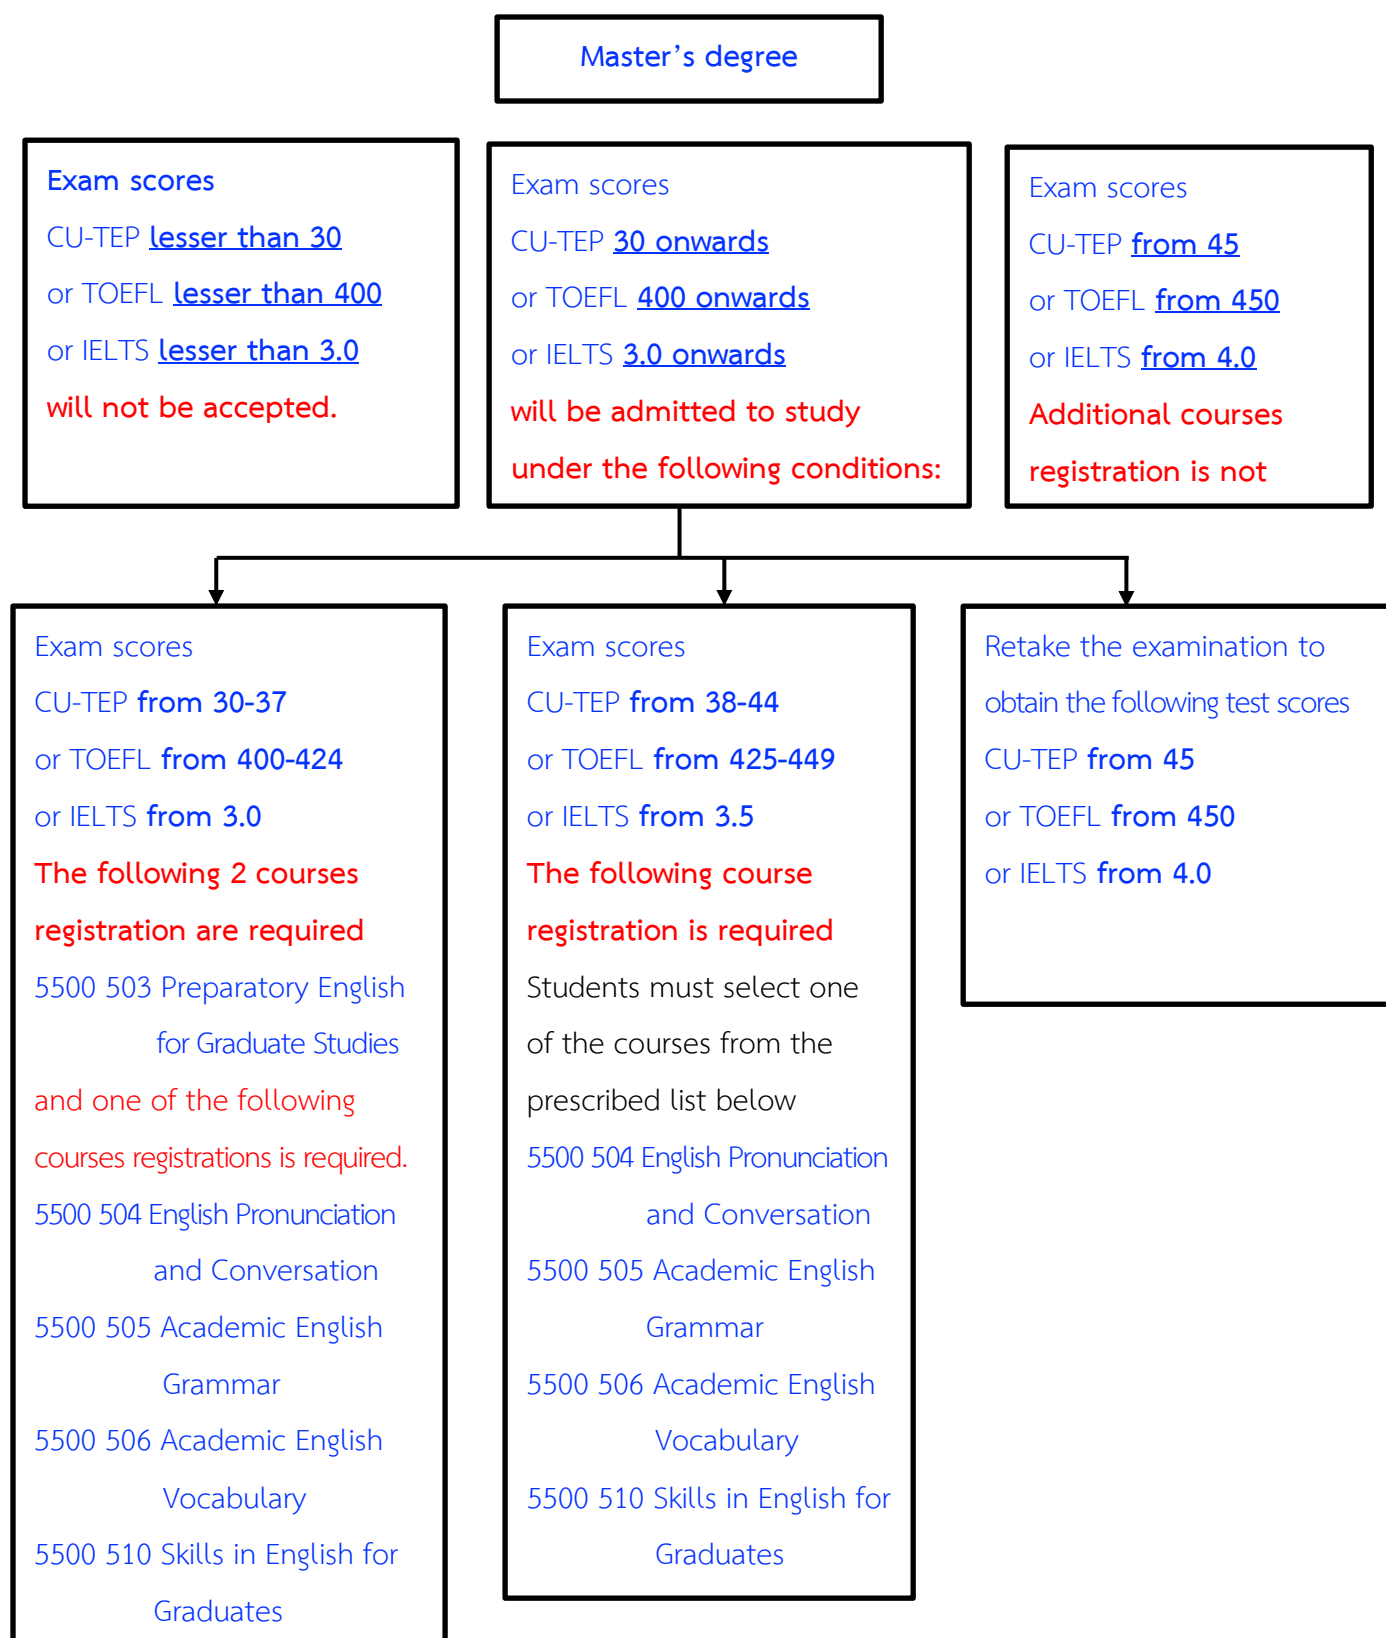 Master's degree
Exam scores
CU-TEP lesser than 30
or TOEFL lesser than 400
or IELTS lesser than 3.0
will not be accepted.
Exam scores
CU-TEP 30 onwards
or TOEFL 400 onwards
or IELTS 3.0 onwards
will be admitted to study
under the following conditions:
Exam scores
CU-TEP from 45
or TOEFL from 450
or IELTS from 4.0
Additional courses
registration is not
Exam scores
CU-TEP from 30-37
or TOEFL from 400-424
or IELTS from 3.0
The following 2 courses
registration are required
5500 503 Preparatory English
for Graduate Studies
and one of the following
courses registrations is required.
5500 504 English Pronunciation
and Conversation
5500 505 Academic English
Grammar
5500 506 Academic English
Vocabulary
5500 510 Skills in English for
Graduates
Exam scores
CU-TEP from 38-44
or TOEFL from 425-449
or IELTS from 3.5
The following course
registration is required
Students must select one
of the courses from the
prescribed list below
5500 504 English Pronunciation
and Conversation
5500 505 Academic English
Grammar
5500 506 Academic English
Vocabulary
5500 510 Skills in English for
Graduates
Retake the examination to
obtain the following test scores
CU-TEP from 45
or TOEFL from 450
or IELTS from 4.0